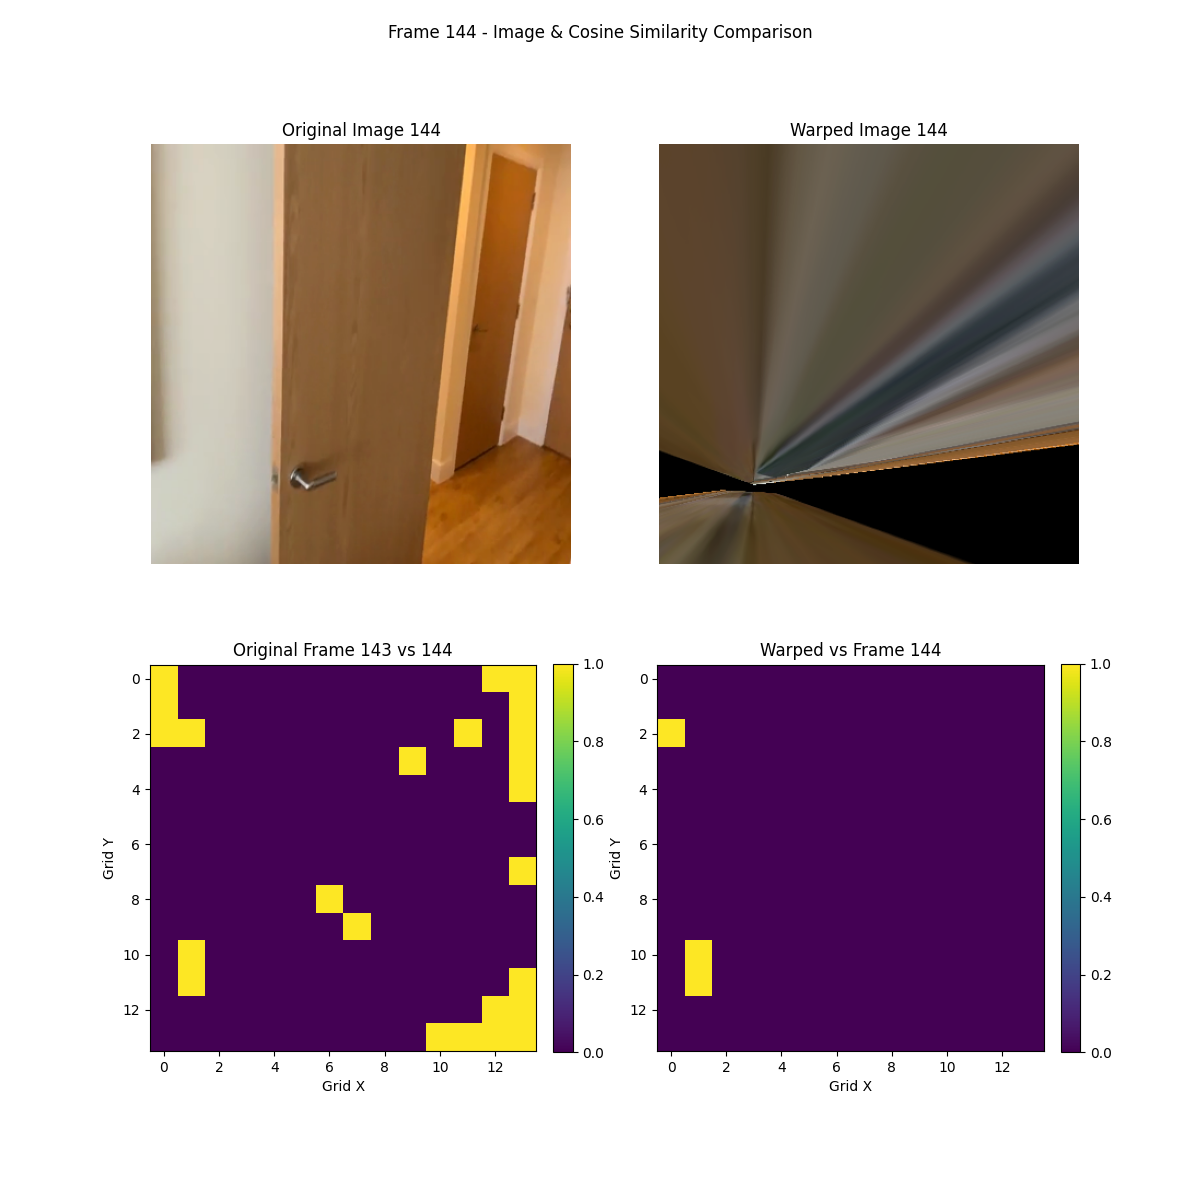 Frame 144 - Image & Cosine Similarity Comparison
Original Image 144
Warped Image 144
Original Frame 143 vs 144
Warped vs Frame 144
0
2
4
6
8
10
12
Grid Y
0 2 4 6 8 10 12
Grid X
1.0
0.8
0.6
0.4
0.2
0.0
0
2
4
6
8
10
12
Grid Y
0 2 4 6 8 10 12
Grid X
1.0
0.8
0.6
0.4
0.2
0.0